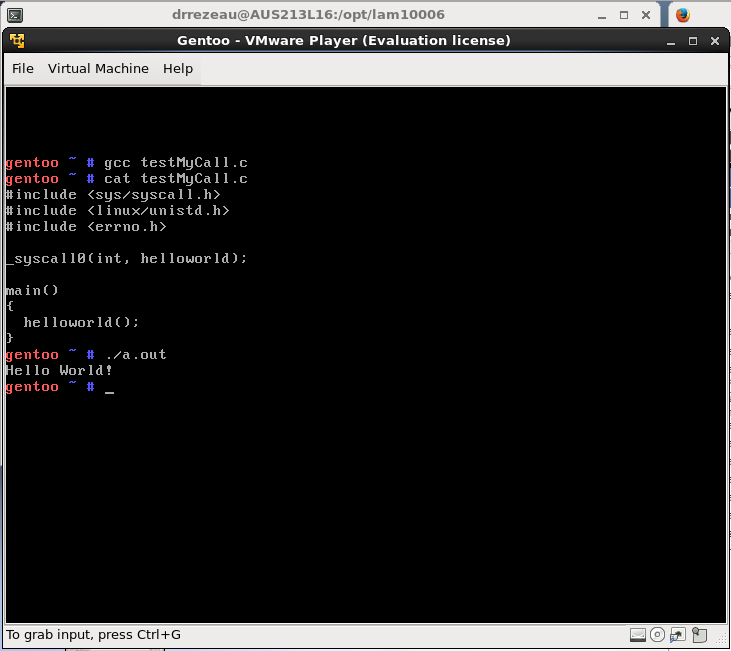 drrezeau@AUS213L16:/opt/lam10006
Gentoo - VMware Player (Evaluation license)
File Virtual Machine Help
gentoo ~ # gcc testMyCall.c
gentoo ~ # cat testMyCall.c
#include <sys/syscall.h>
#include <linux/unistd.h>
#include <errno.h>
_syscall0(int, helloworld);
main()
{
helloworld();
}
gentoo ~ # ./a.out
Hello World!
gentoo ~ # _
To grab input, press Ctrl+G